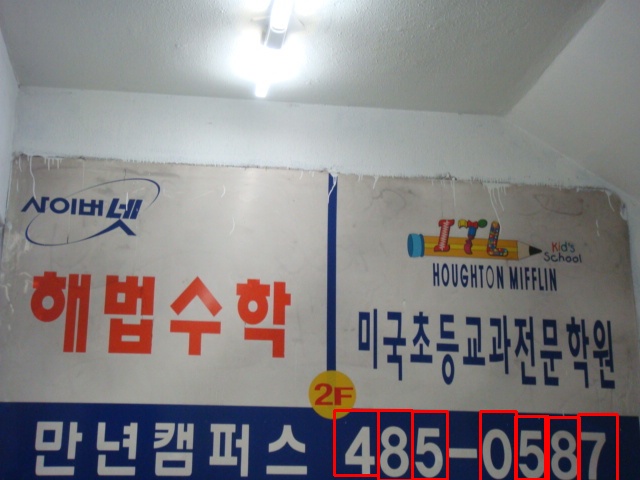 사이버넷
해법수학
ITL
Kid's School
HOUGHTON MIFFLIN
미국초등교과전문학원
2F
만년캠퍼스 485-0587